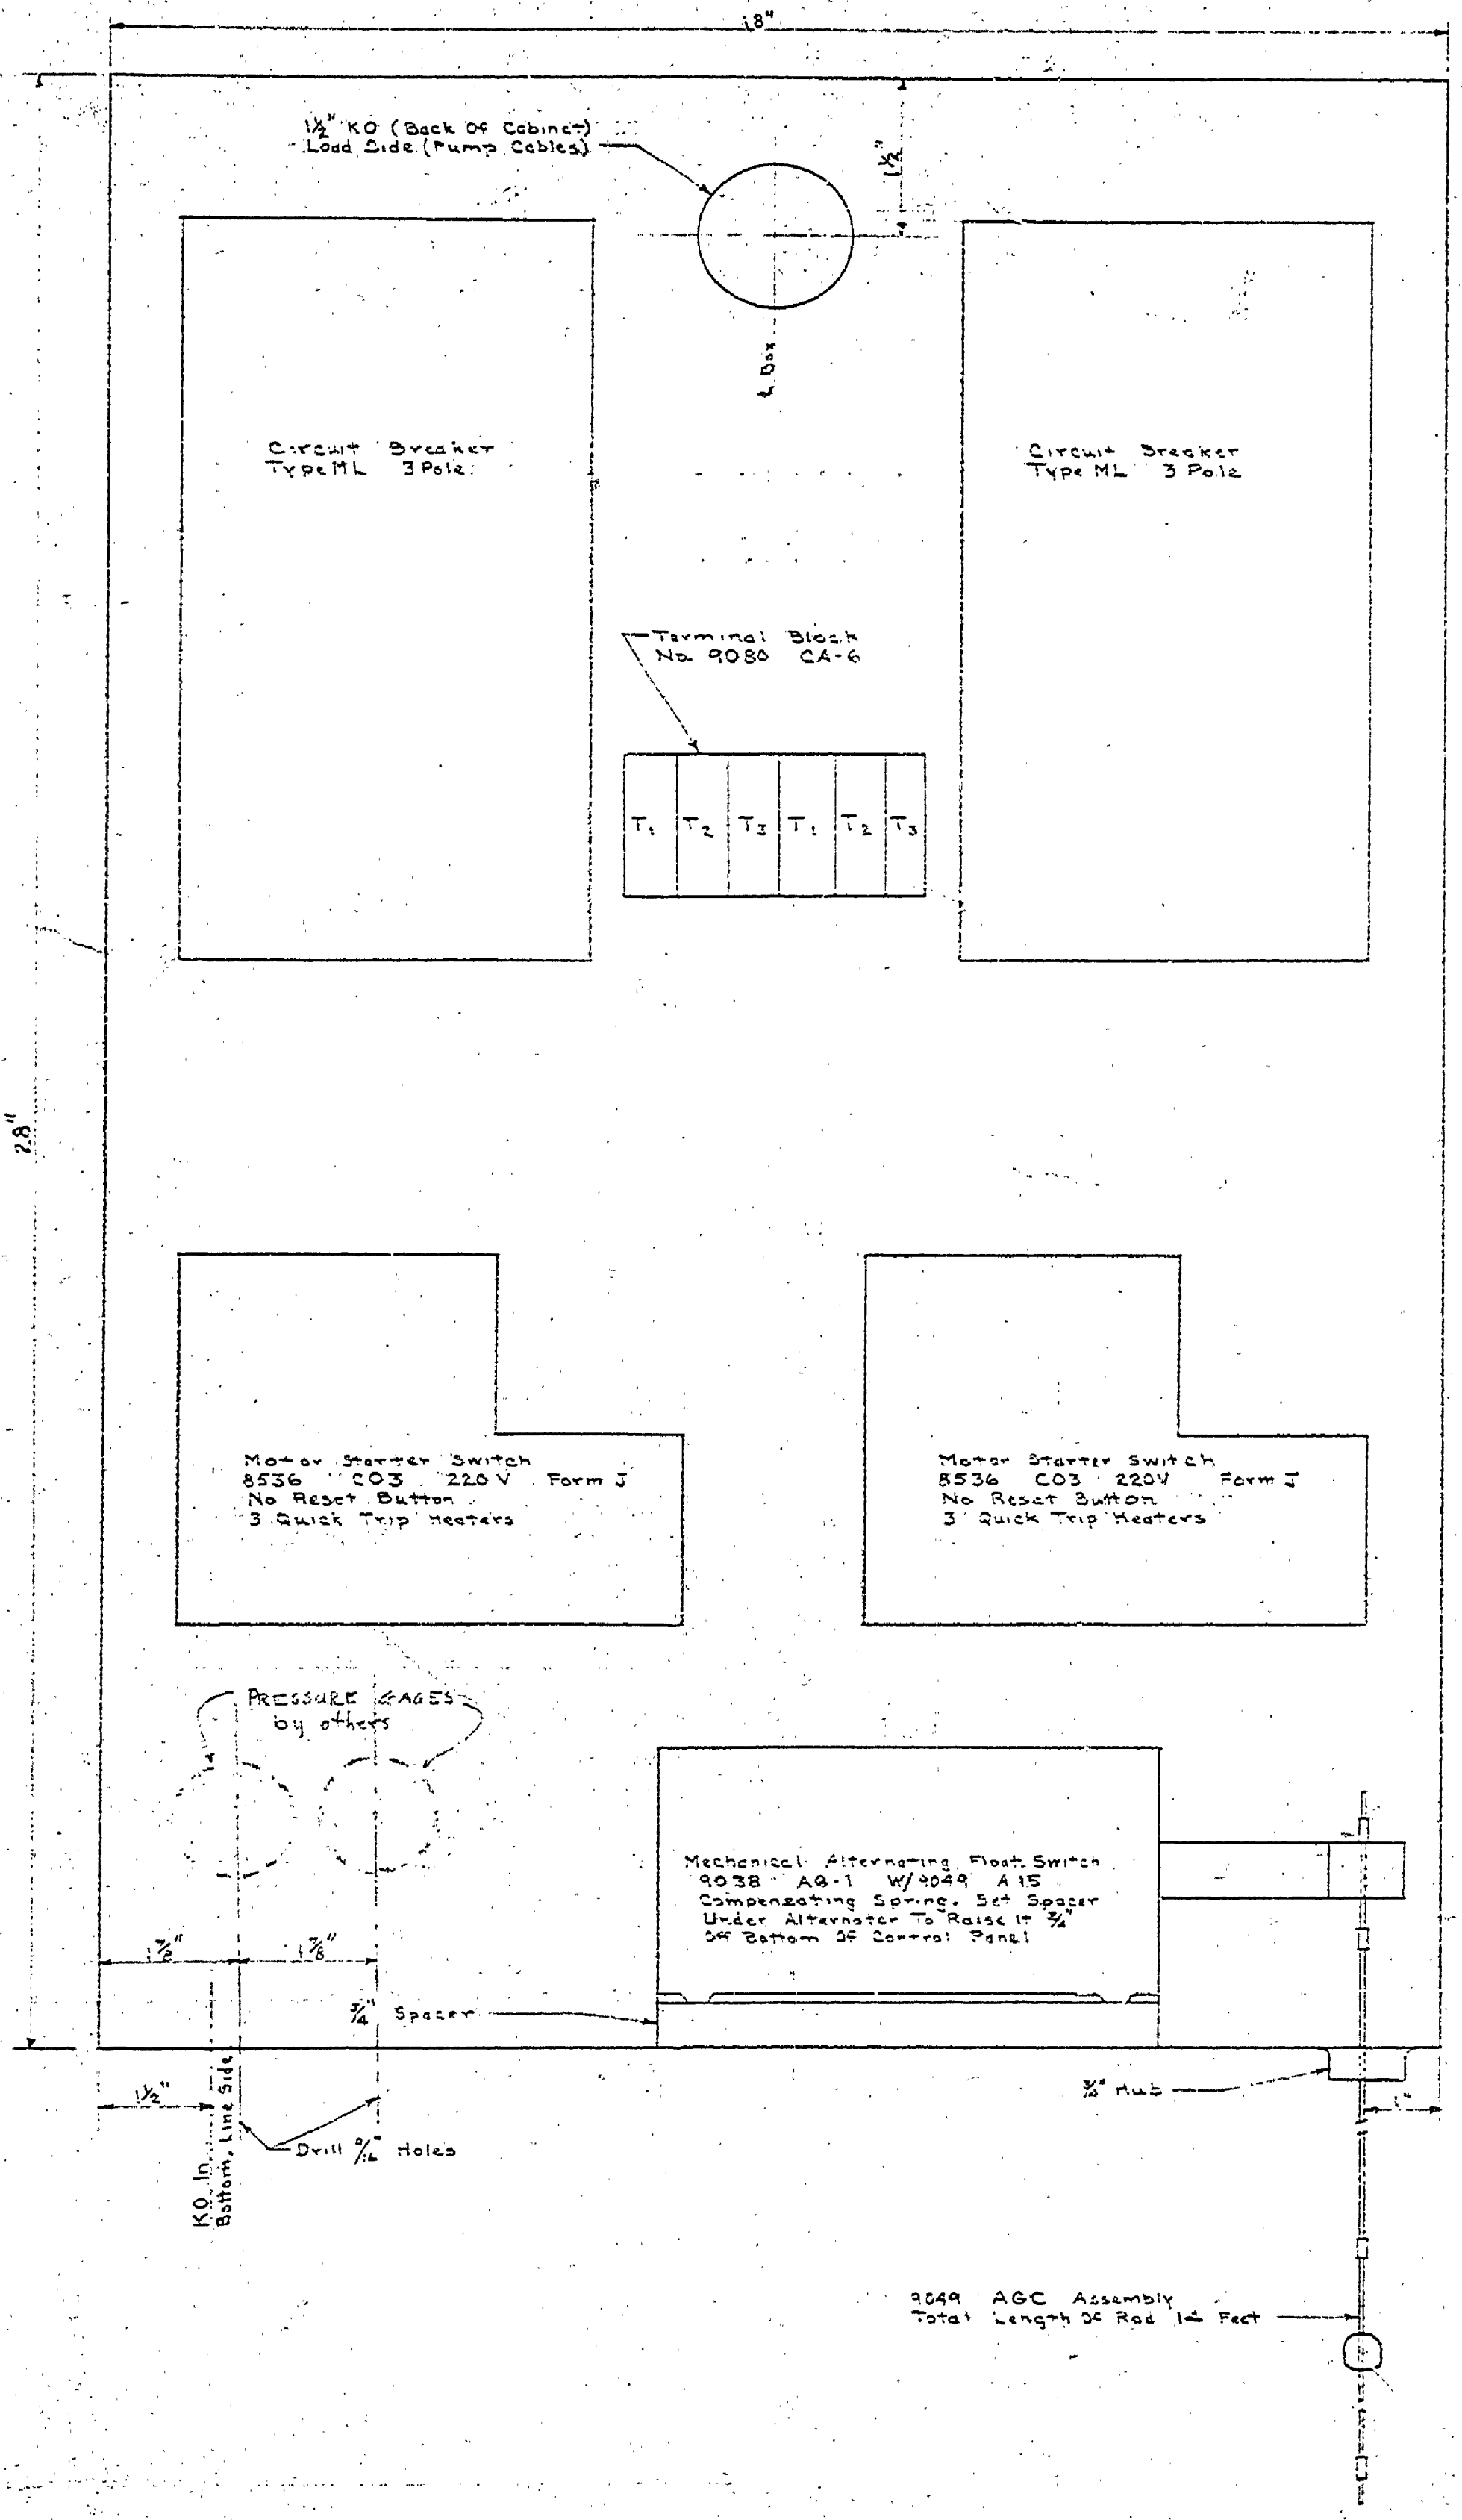 18"
1½" KO (Back Of Cabinet)
Load Side (Pump Cables)
1½"
℄ Box
Circuit Breaker
Type ML 3 Pole
Circuit Breaker
Type ML 3 Pole
Terminal Block
No. 9080 CA-6
T1 T2 T3 T1 T2 T3
28"
Motor Starter Switch
8536 CO3 220V Form J
No Reset Button
3 Quick Trip Heaters
Motor Starter Switch
8536 CO3 220V Form J
No Reset Button
3 Quick Trip Heaters
PRESSURE GAGES
by others
Mechanical Alternating Float Switch
9038 AG-1 W/9049 A15
Compensating Spring. Set Spacer
Under Alternator To Raise It ¾"
Off Bottom Of Control Panel
1⅞"
1⅞"
¾" Spacer
1½"
¾" Hub
1"
Drill 9/16" Holes
KO In
Bottom, Line Side
9049 AGC Assembly
Total Length Of Rod Feet